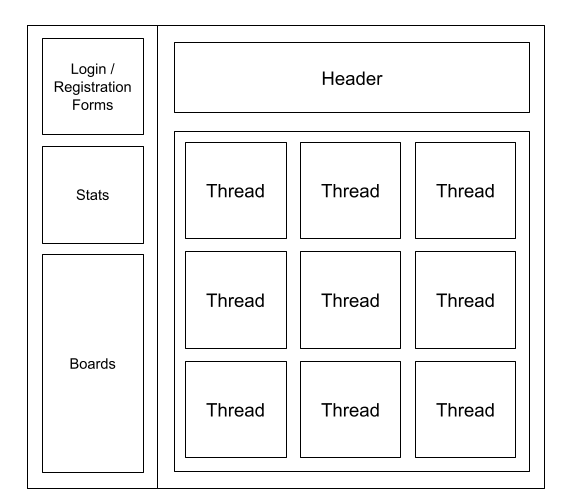 Login /
Registration
Forms
Stats
Boards
Header
Thread
Thread
Thread
Thread
Thread
Thread
Thread
Thread
Thread